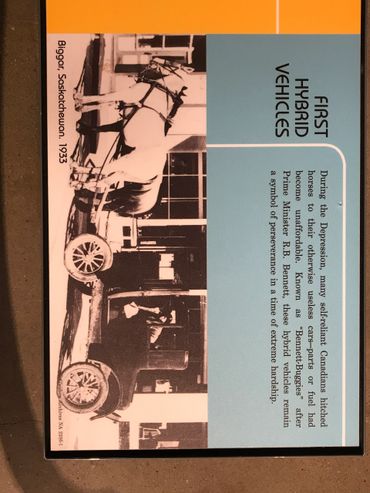 FIRST
HYBRID
VEHICLES
During the Depression, many self-reliant Canadians hitched
horses to their otherwise useless cars—parts or fuel had
become unaffordable. Known as "Bennett-Buggies" after
Prime Minister R.B. Bennett, these hybrid vehicles remain
a symbol of perseverance in a time of extreme hardship.
Biggar, Saskatchewan. 1933